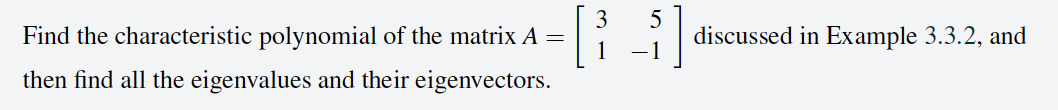 Find the characteristic polynomial of the matrix A = [ 3 5 ; 1 −1 ] discussed in Example 3.3.2, and
then find all the eigenvalues and their eigenvectors.